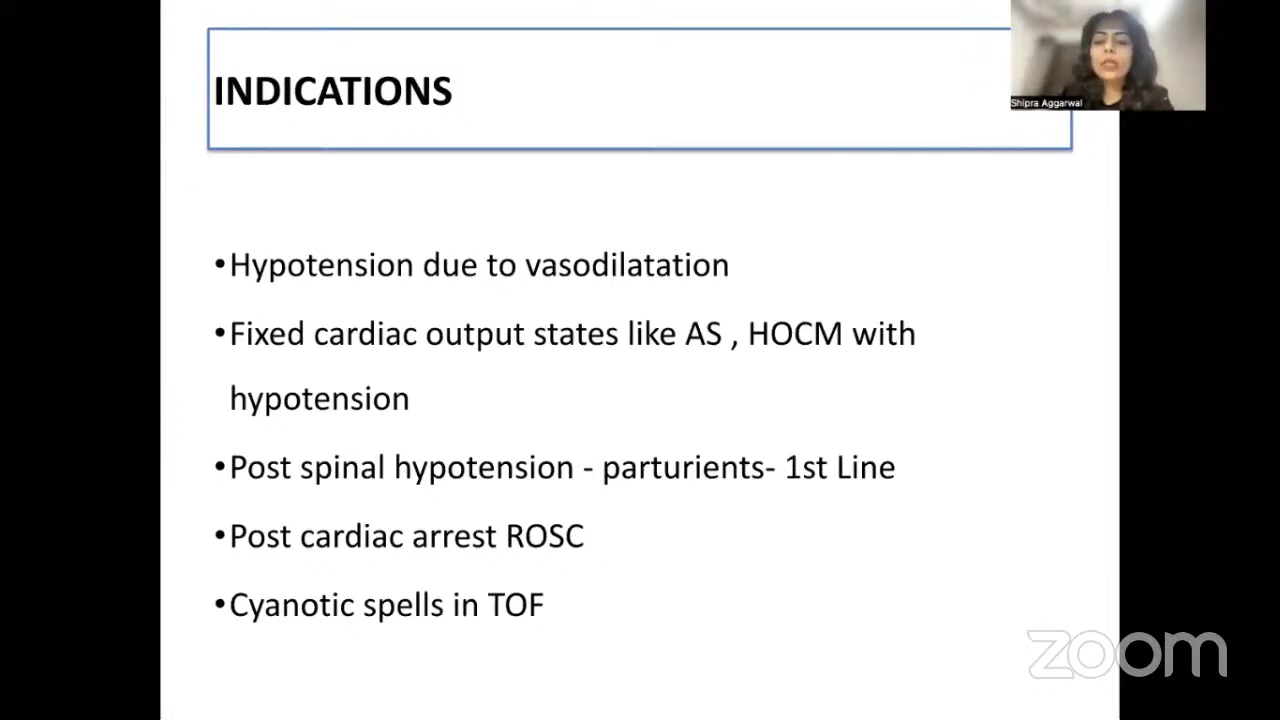 INDICATIONS
Shipra Aggarwal
•Hypotension due to vasodilatation
•Fixed cardiac output states like AS , HOCM with
hypotension
•Post spinal hypotension - parturients- 1st Line
•Post cardiac arrest ROSC
•Cyanotic spells in TOF
zoom